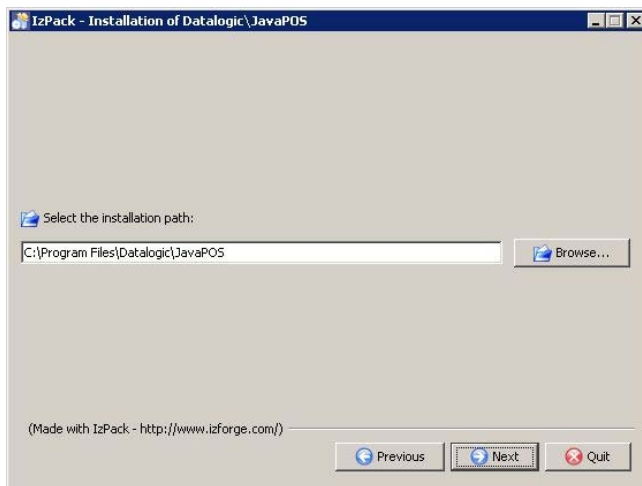 IzPack - Installation of Datalogic\JavaPOS
Select the installation path:
C:\Program Files\Datalogic\JavaPOS
Browse...
(Made with IzPack - http://www.izforge.com/)
Previous
Next
Quit